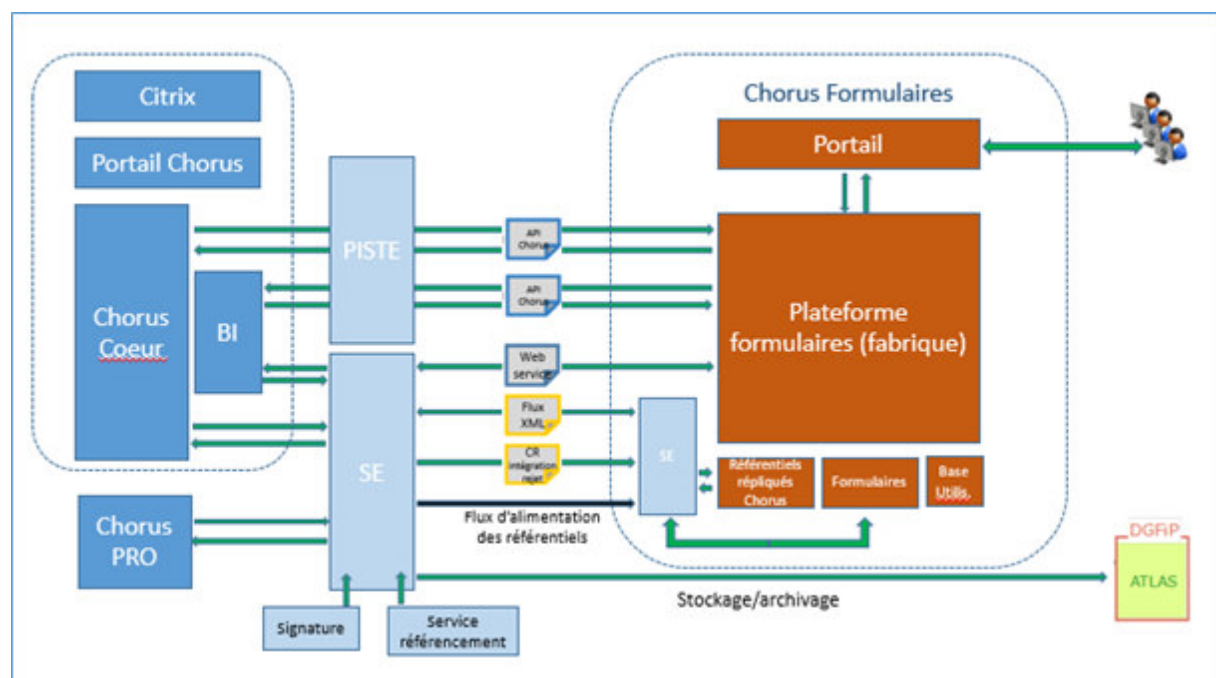 Citrix
Portail Chorus
Chorus
Coeur
BI
Chorus
PRO
PISTE
SE
Signature
Service
référencement
API
Chorus
API
Chorus
Web
service
Flux
XML
CR
intégration
rejet
Flux d'alimentation
des référentiels
Stockage/archivage
Chorus Formulaires
Portail
Plateforme
formulaires (fabrique)
SE
Référentiels
répliqués
Chorus
Formulaires
Base
Utilis.
DGFiP
ATLAS